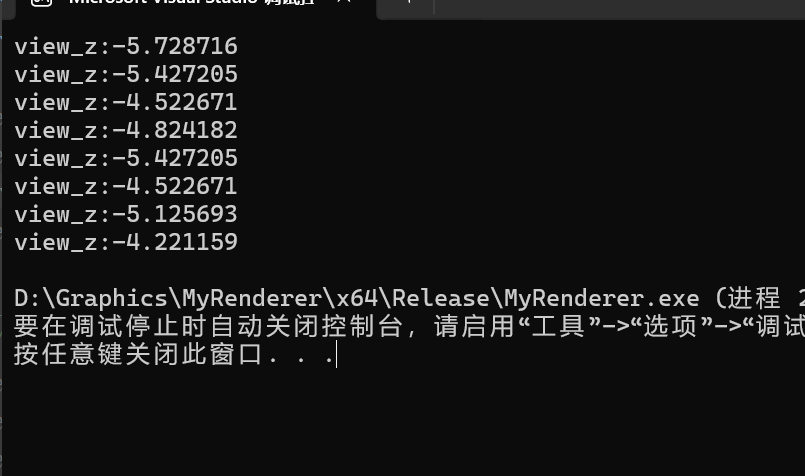 Microsoft Visual Studio 调试控
view_z:-5.728716
view_z:-5.427205
view_z:-4.522671
view_z:-4.824182
view_z:-5.427205
view_z:-4.522671
view_z:-5.125693
view_z:-4.221159
D:\Graphics\MyRenderer\x64\Release\MyRenderer.exe (进程 2
要在调试停止时自动关闭控制台，请启用“工具”->“选项”->“调试
按任意键关闭此窗口. . .